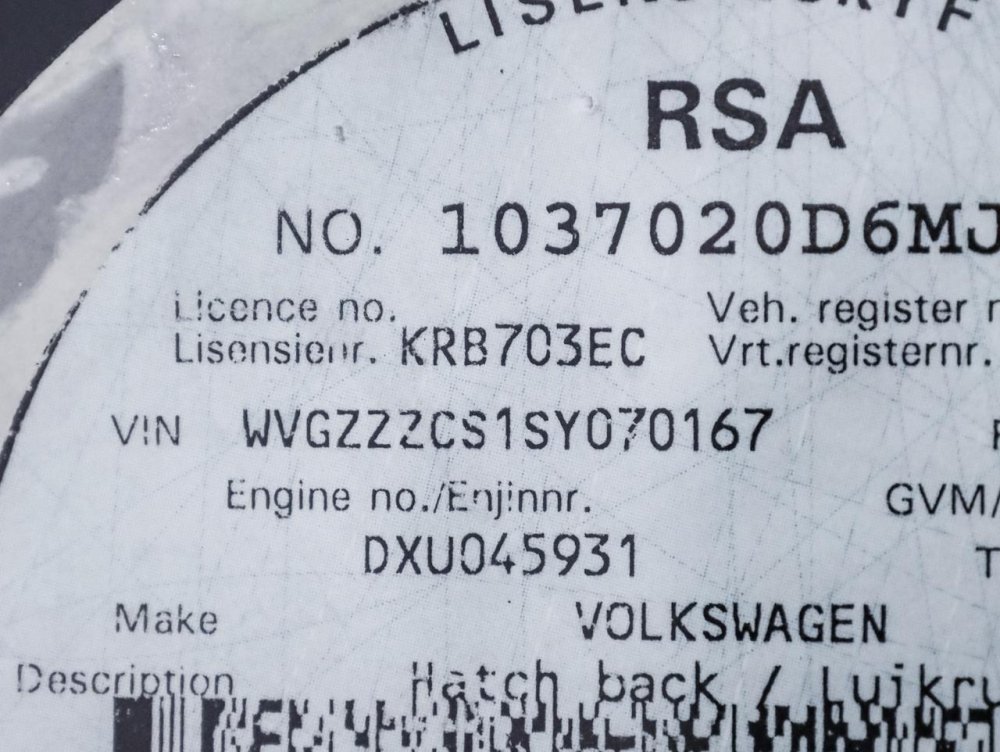 RSA
NO. 1037020D6MJ
Licence no.
Veh. register
Lisensienr. KRB703EC
Vrt.registernr.
VIN WVGZZZCS1SY070167
Engine no./Enjinnr.
GVM/
DXU045931
T
Make VOLKSWAGEN
Description Hatch back / Luikru